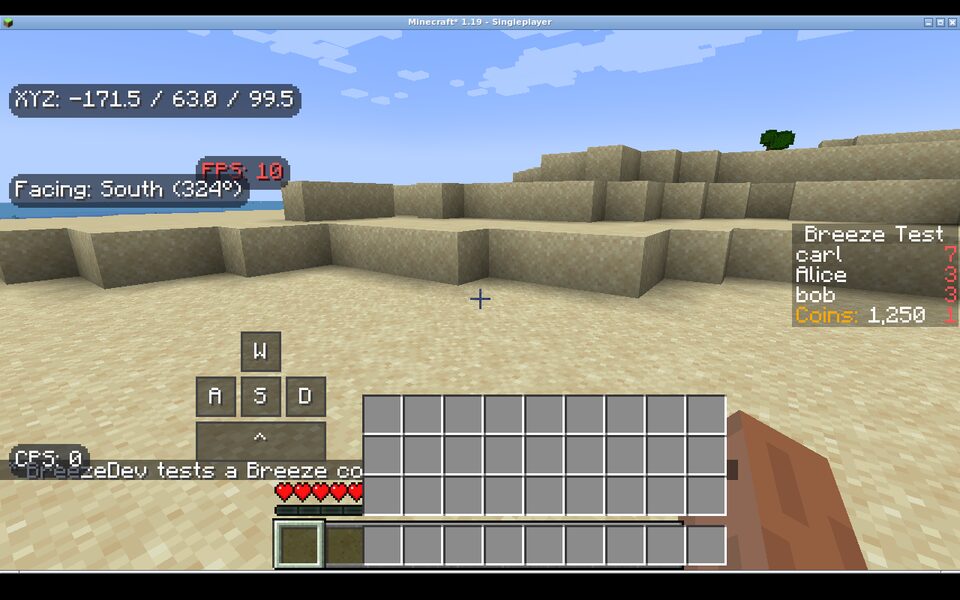 Minecraft* 1.19 - Singleplayer
XYZ: -171.5 / 63.0 / 99.5
FPS: 10
Facing: South (324°)
Breeze Test
carl 7
Alice 3
bob 3
Coins: 1,250 1
W
A S D
^
CPS: 0
BreezeDev tests a Breeze co